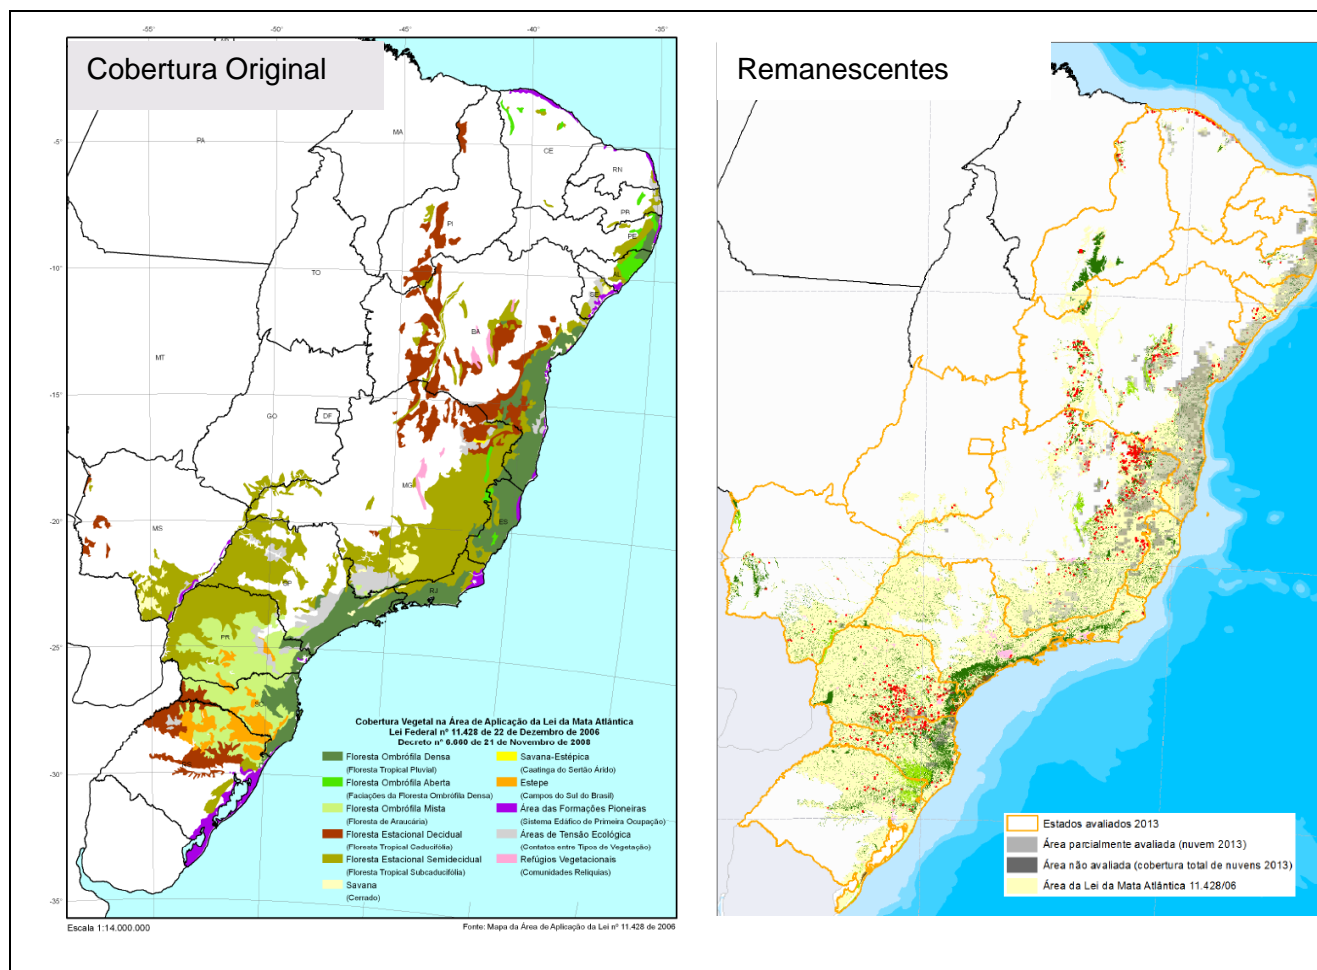 Cobertura Original
Remanescentes
-55°
-50°
-45°
-40°
-35°
-5°
-10°
-15°
-20°
-25°
-30°
-35°
PA
MA
CE
RN
PB
PE
PI
AL
SE
TO
BA
MT
GO
DF
MG
ES
MS
SP
RJ
PR
SC
RS
Cobertura Vegetal na Área de Aplicação da Lei da Mata Atlântica
Lei Federal nº 11.428 de 22 de Dezembro de 2006
Decreto nº 6.660 de 21 de Novembro de 2008
Floresta Ombrófila Densa
(Floresta Tropical Pluvial)
Floresta Ombrófila Aberta
(Faciações da Floresta Ombrófila Densa)
Floresta Ombrófila Mista
(Floresta de Araucária)
Floresta Estacional Decidual
(Floresta Tropical Caducifólia)
Floresta Estacional Semidecidual
(Floresta Tropical Subcaducifólia)
Savana
(Cerrado)
Savana-Estépica
(Caatinga do Sertão Árido)
Estepe
(Campos do Sul do Brasil)
Área das Formações Pioneiras
(Sistema Edáfico de Primeira Ocupação)
Áreas de Tensão Ecológica
(Contatos entre Tipos de Vegetação)
Refúgios Vegetacionais
(Comunidades Relíquias)
Escala 1:14.000.000
Fonte: Mapa da Área de Aplicação da Lei nº 11.428 de 2006
Estados avaliados 2013
Área parcialmente avaliada (nuvem 2013)
Área não avaliada (cobertura total de nuvens 2013)
Área da Lei da Mata Atlântica 11.428/06